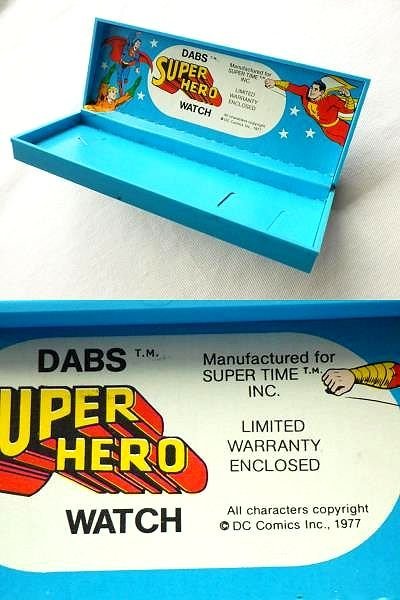 DABS T.M.
SUPER
HERO
WATCH
Manufactured for
SUPER TIME T.M.
INC.
LIMITED
WARRANTY
ENCLOSED
All characters copyright
© DC Comics Inc., 1977
DABS T.M.
UPER
HERO
WATCH
Manufactured for
SUPER TIME T.M.
INC.
LIMITED
WARRANTY
ENCLOSED
All characters copyright
© DC Comics Inc., 1977